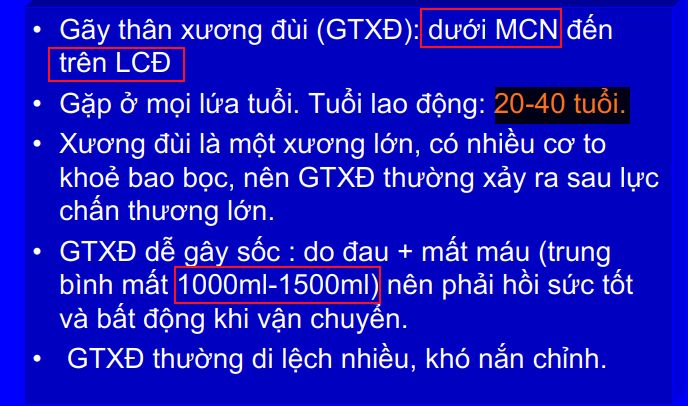 • Gãy thân xương đùi (GTXĐ): dưới MCN đến
trên LCĐ
• Gặp ở mọi lứa tuổi. Tuổi lao động: 20-40 tuổi.
• Xương đùi là một xương lớn, có nhiều cơ to
khoẻ bao bọc, nên GTXĐ thường xảy ra sau lực
chấn thương lớn.
• GTXĐ dễ gây sốc : do đau + mất máu (trung
bình mất 1000ml-1500ml) nên phải hồi sức tốt
và bất động khi vận chuyển.
• GTXĐ thường di lệch nhiều, khó nắn chỉnh.